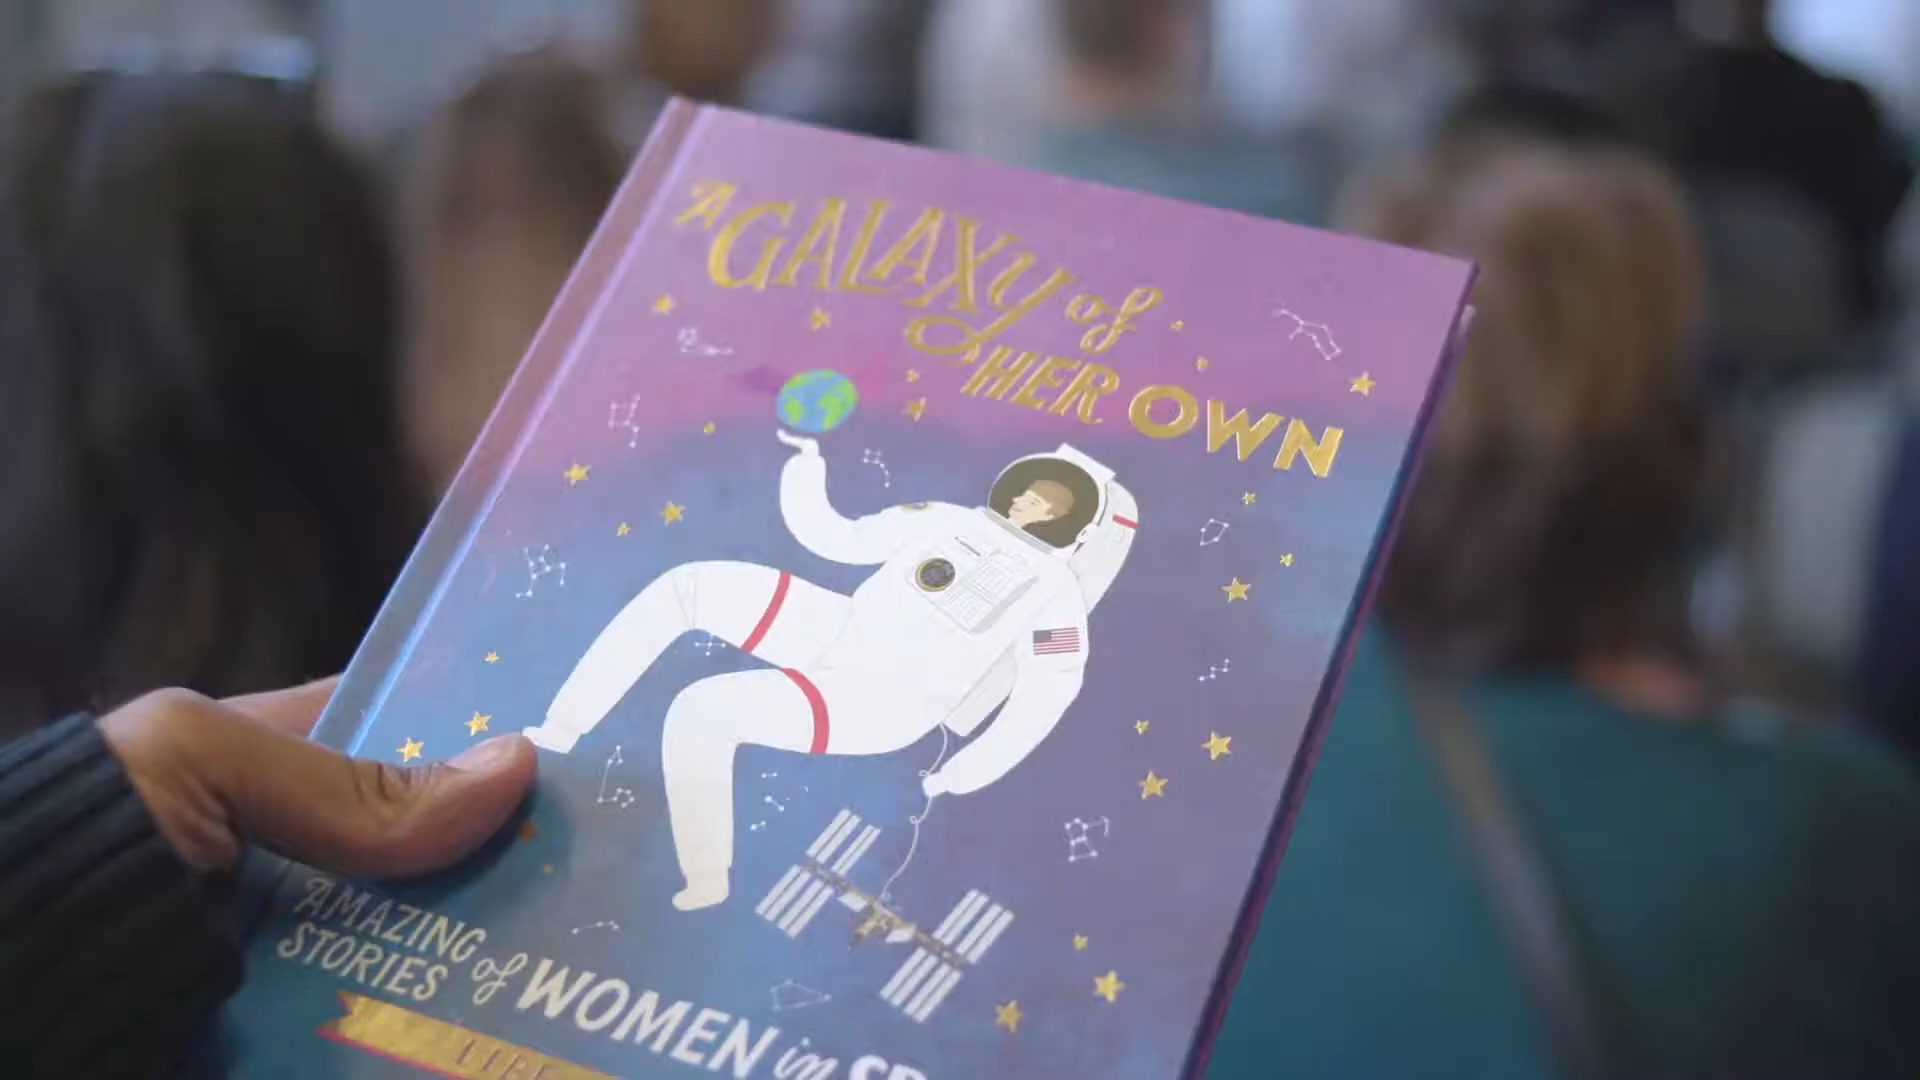 A GALAXY of
HER OWN
AMAZING
STORIES of WOMEN in